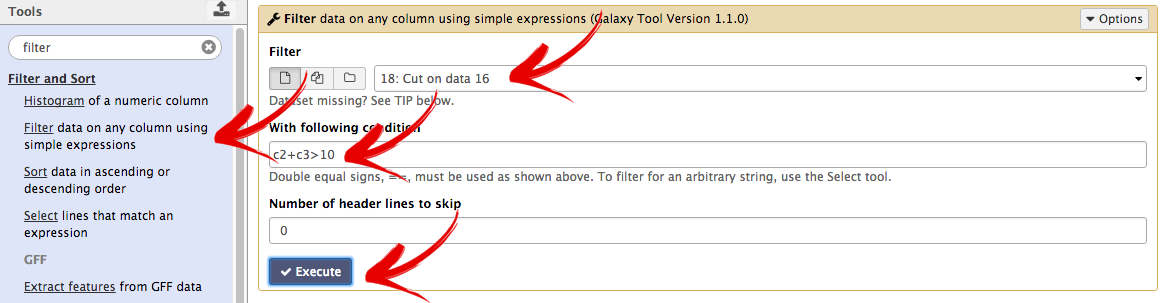 Tools
filter
Filter and Sort
Histogram of a numeric column
Filter data on any column using
simple expressions
Sort data in ascending or
descending order
Select lines that match an
expression
GFF
Extract features from GFF data
Filter data on any column using simple expressions (Galaxy Tool Version 1.1.0)
Options
Filter
18: Cut on data 16
Dataset missing? See TIP below.
With following condition
c2+c3>10
Double equal signs, ==, must be used as shown above. To filter for an arbitrary string, use the Select tool.
Number of header lines to skip
0
Execute